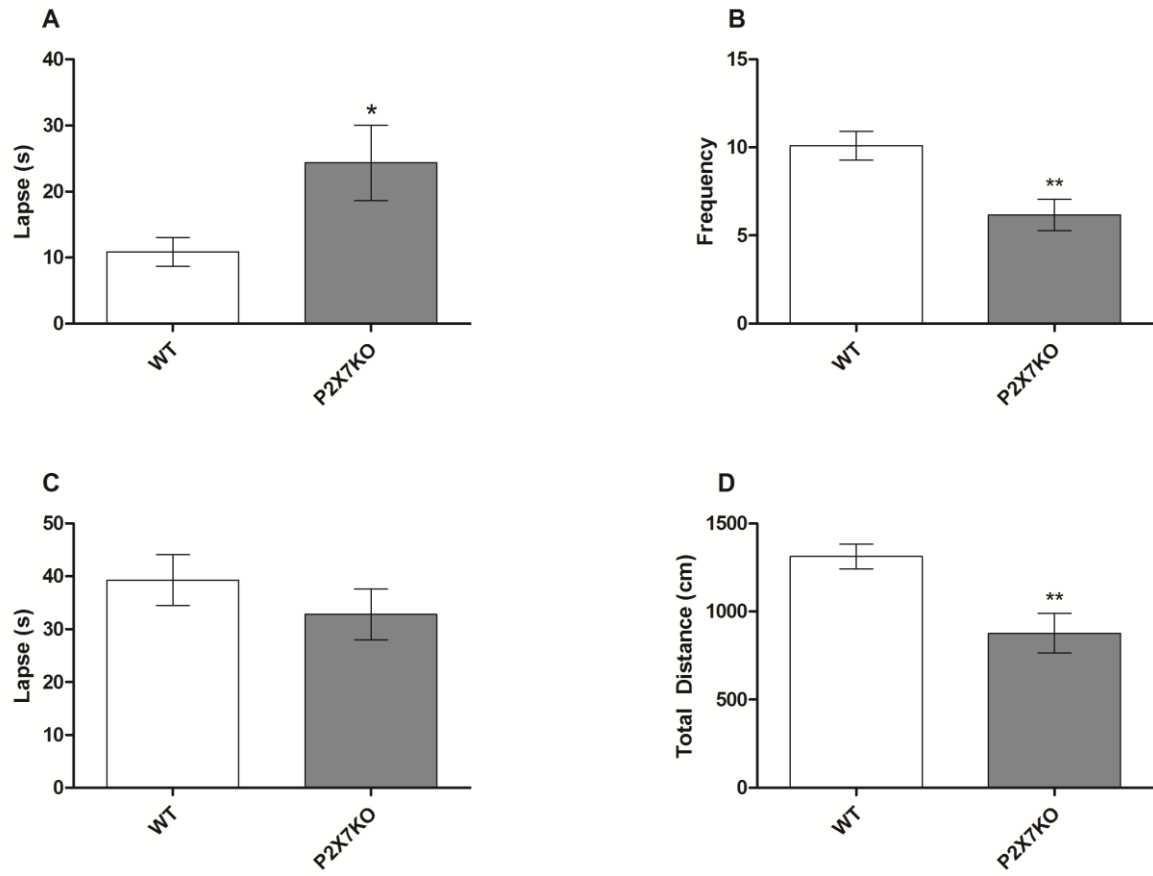 A
Lapse (s)
40
30
20
10
0
*
WT
P2X7KO
B
Frequency
15
10
5
0
**
WT
P2X7KO
C
Lapse (s)
50
40
30
20
10
0
WT
P2X7KO
D
Total Distance (cm)
1500
1000
500
0
**
WT
P2X7KO